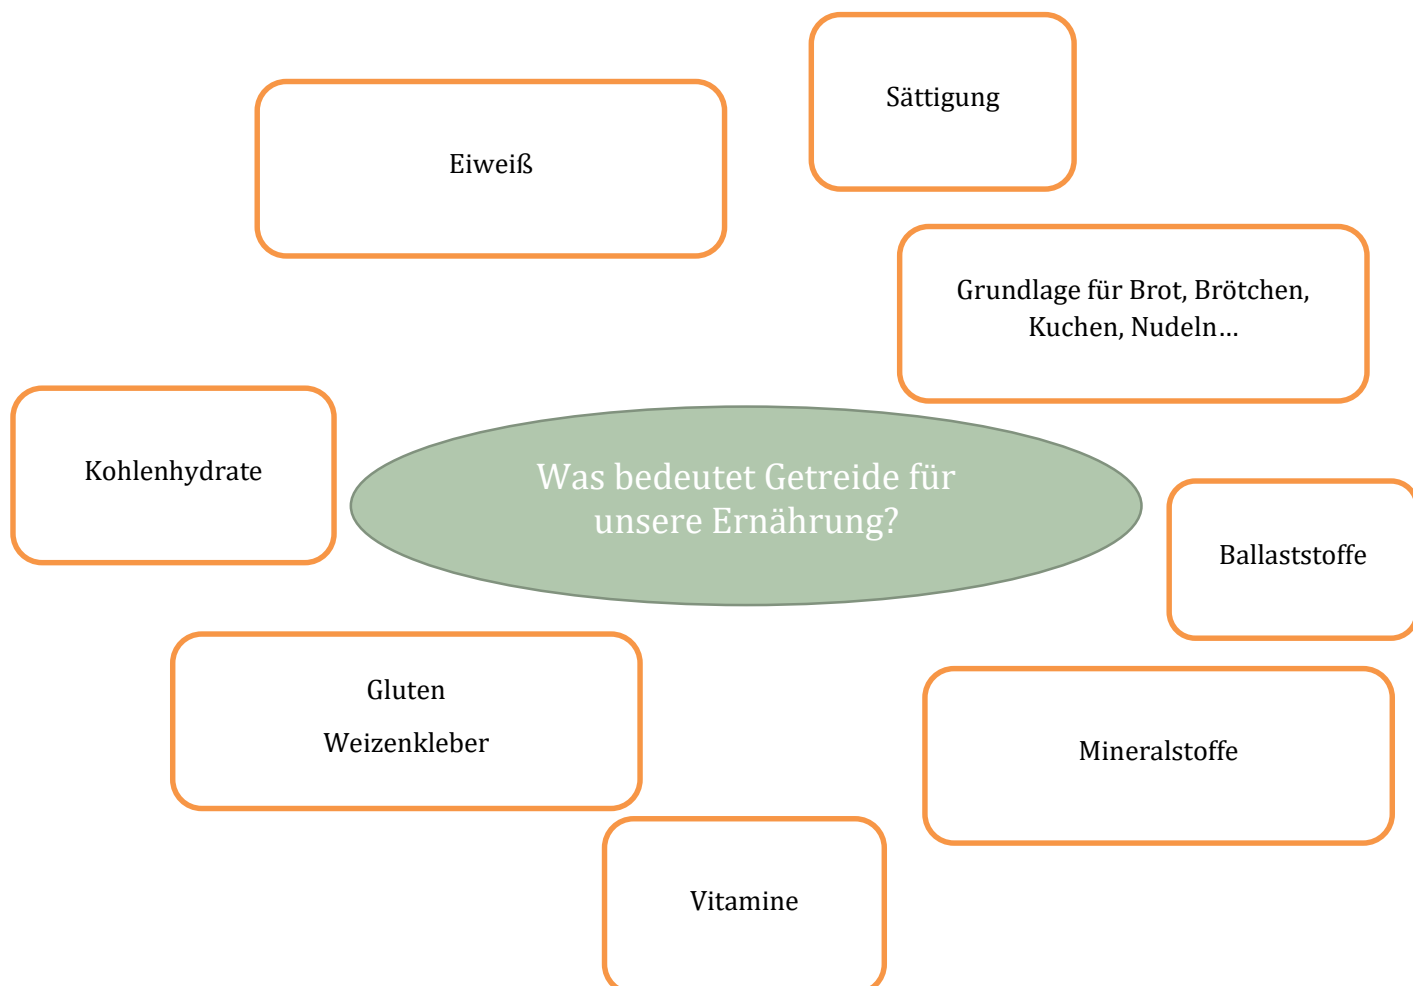 Sättigung
Eiweiß
Grundlage für Brot, Brötchen,
Kuchen, Nudeln…
Kohlenhydrate
Was bedeutet Getreide für
unsere Ernährung?
Ballaststoffe
Gluten
Weizenkleber
Mineralstoffe
Vitamine